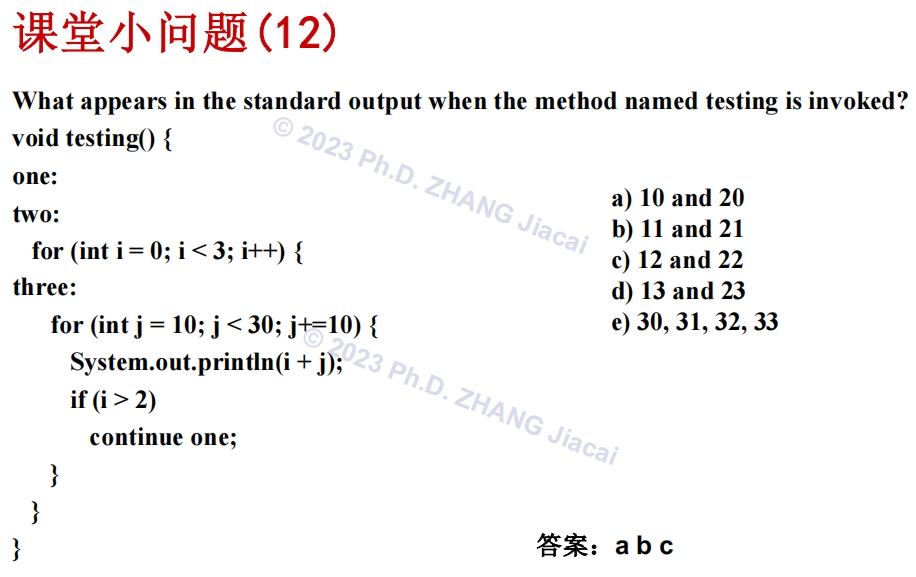 课堂小问题(12)
What appears in the standard output when the method named testing is invoked?
void testing() {
one:
two:
for (int i = 0; i < 3; i++) {
three:
for (int j = 10; j < 30; j+=10) {
System.out.println(i + j);
if (i > 2)
continue one;
}
}
}
a) 10 and 20
b) 11 and 21
c) 12 and 22
d) 13 and 23
e) 30, 31, 32, 33
答案：a b c
© 2023 Ph.D. ZHANG Jiacai
© 2023 Ph.D. ZHANG Jiacai